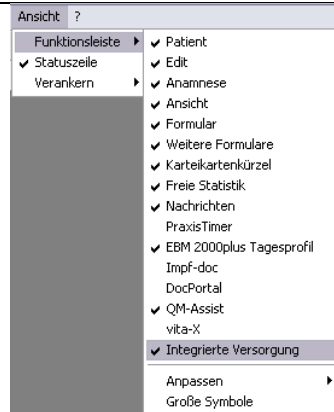 Ansicht ?
Funktionsleiste
Statuszeile
Verankern
Patient
Edit
Anamnese
Ansicht
Formular
Weitere Formulare
Karteikartenkürzel
Freie Statistik
Nachrichten
PraxisTimer
EBM 2000plus Tagesprofil
Impf-doc
DocPortal
QM-Assist
vita-X
Integrierte Versorgung
Anpassen
Große Symbole